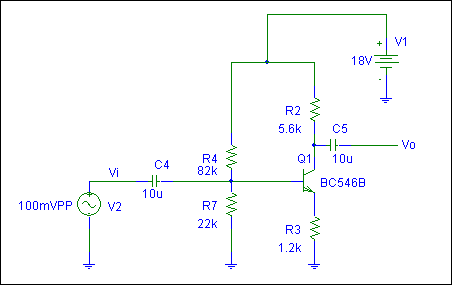 V1
18V
+
-
R2
5.6k
C5
10u
Vo
Q1
BC546B
R4
82k
C4
10u
Vi
100mVPP
V2
R7
22k
R3
1.2k